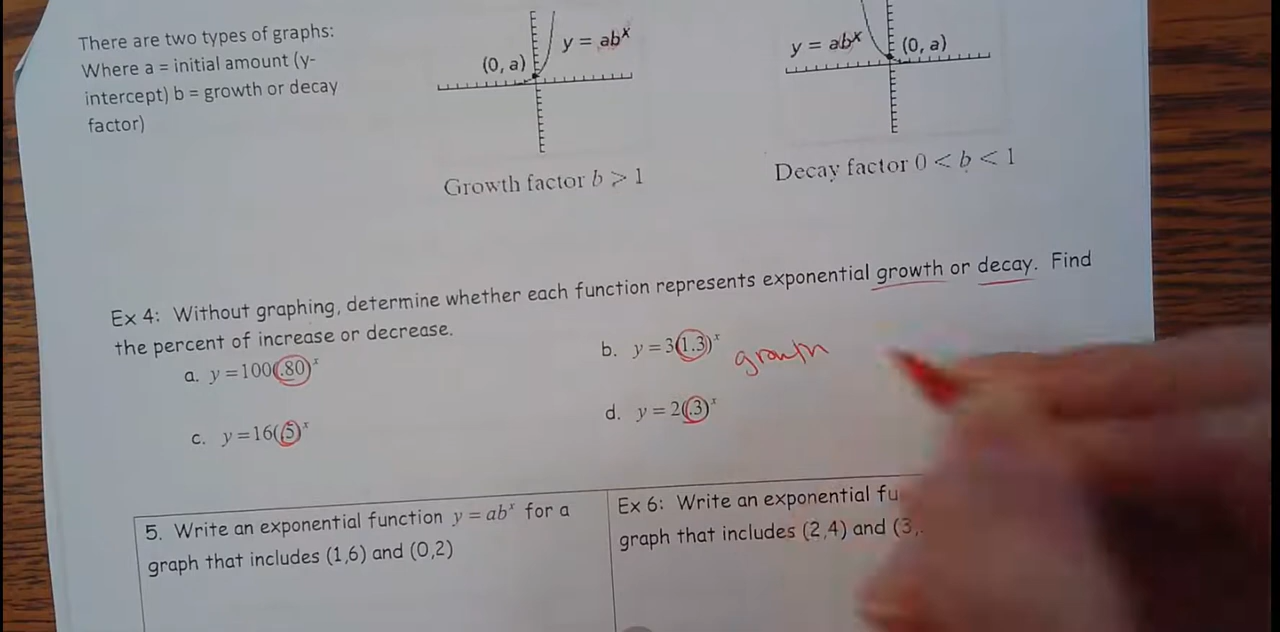 There are two types of graphs:
Where a = initial amount (y-
intercept) b = growth or decay
factor)
(0, a)
y = abˣ
Growth factor b > 1
y = abˣ
(0, a)
Decay factor 0 < b < 1
Ex 4: Without graphing, determine whether each function represents exponential growth or decay. Find
the percent of increase or decrease.
a. y = 100(.80)ˣ
b. y = 3(1.3)ˣ growth
c. y = 16(.5)ˣ
d. y = 2(.3)ˣ
5. Write an exponential function y = abˣ for a
graph that includes (1,6) and (0,2)
Ex 6: Write an exponential
graph that includes (2,4) and (3,